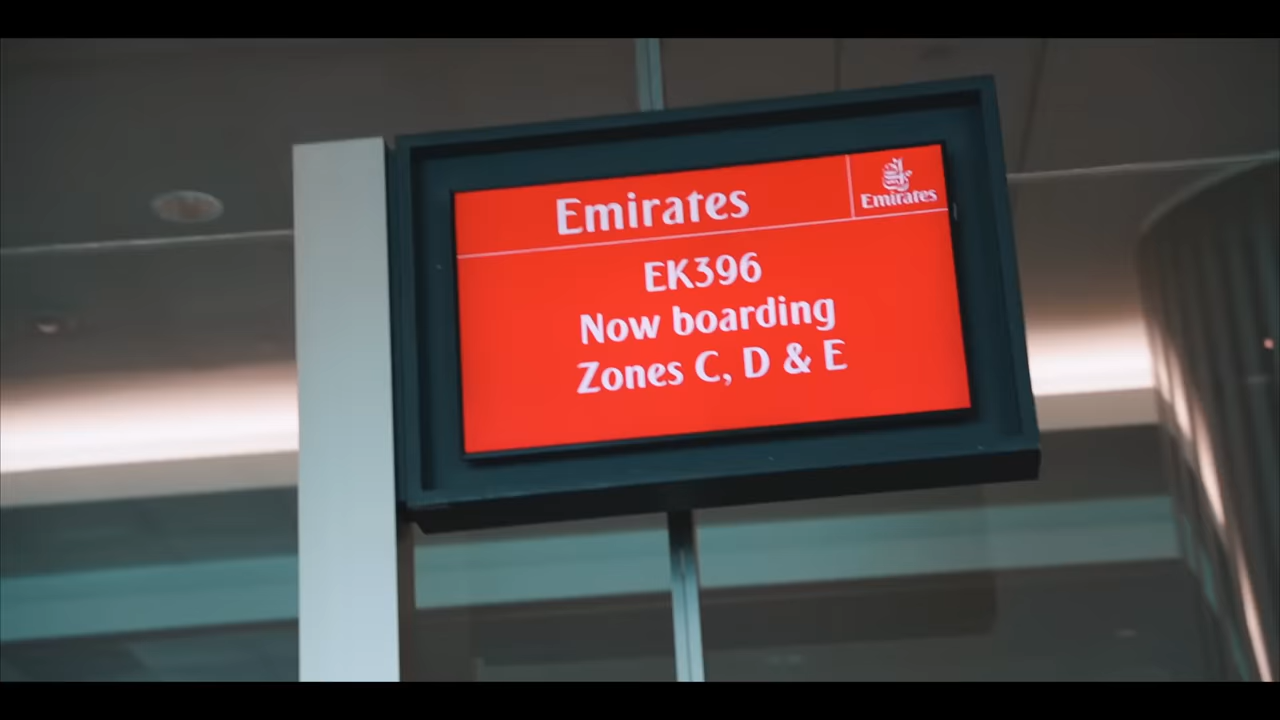 Emirates
Emirates
EK396
Now boarding
Zones C, D & E